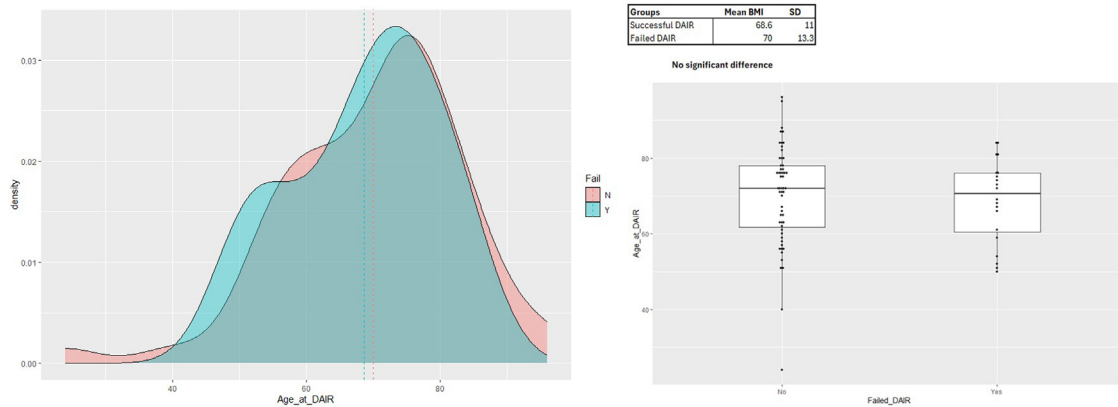 Groups Mean BMI SD
Successful DAIR 68.6 11
Failed DAIR 70 13.3
No significant difference
density
0.03
0.02
0.01
0.00
40 60 80
Age_at_DAIR
Fail
N
Y
Age_at_DAIR
80
60
40
No Yes
Failed_DAIR